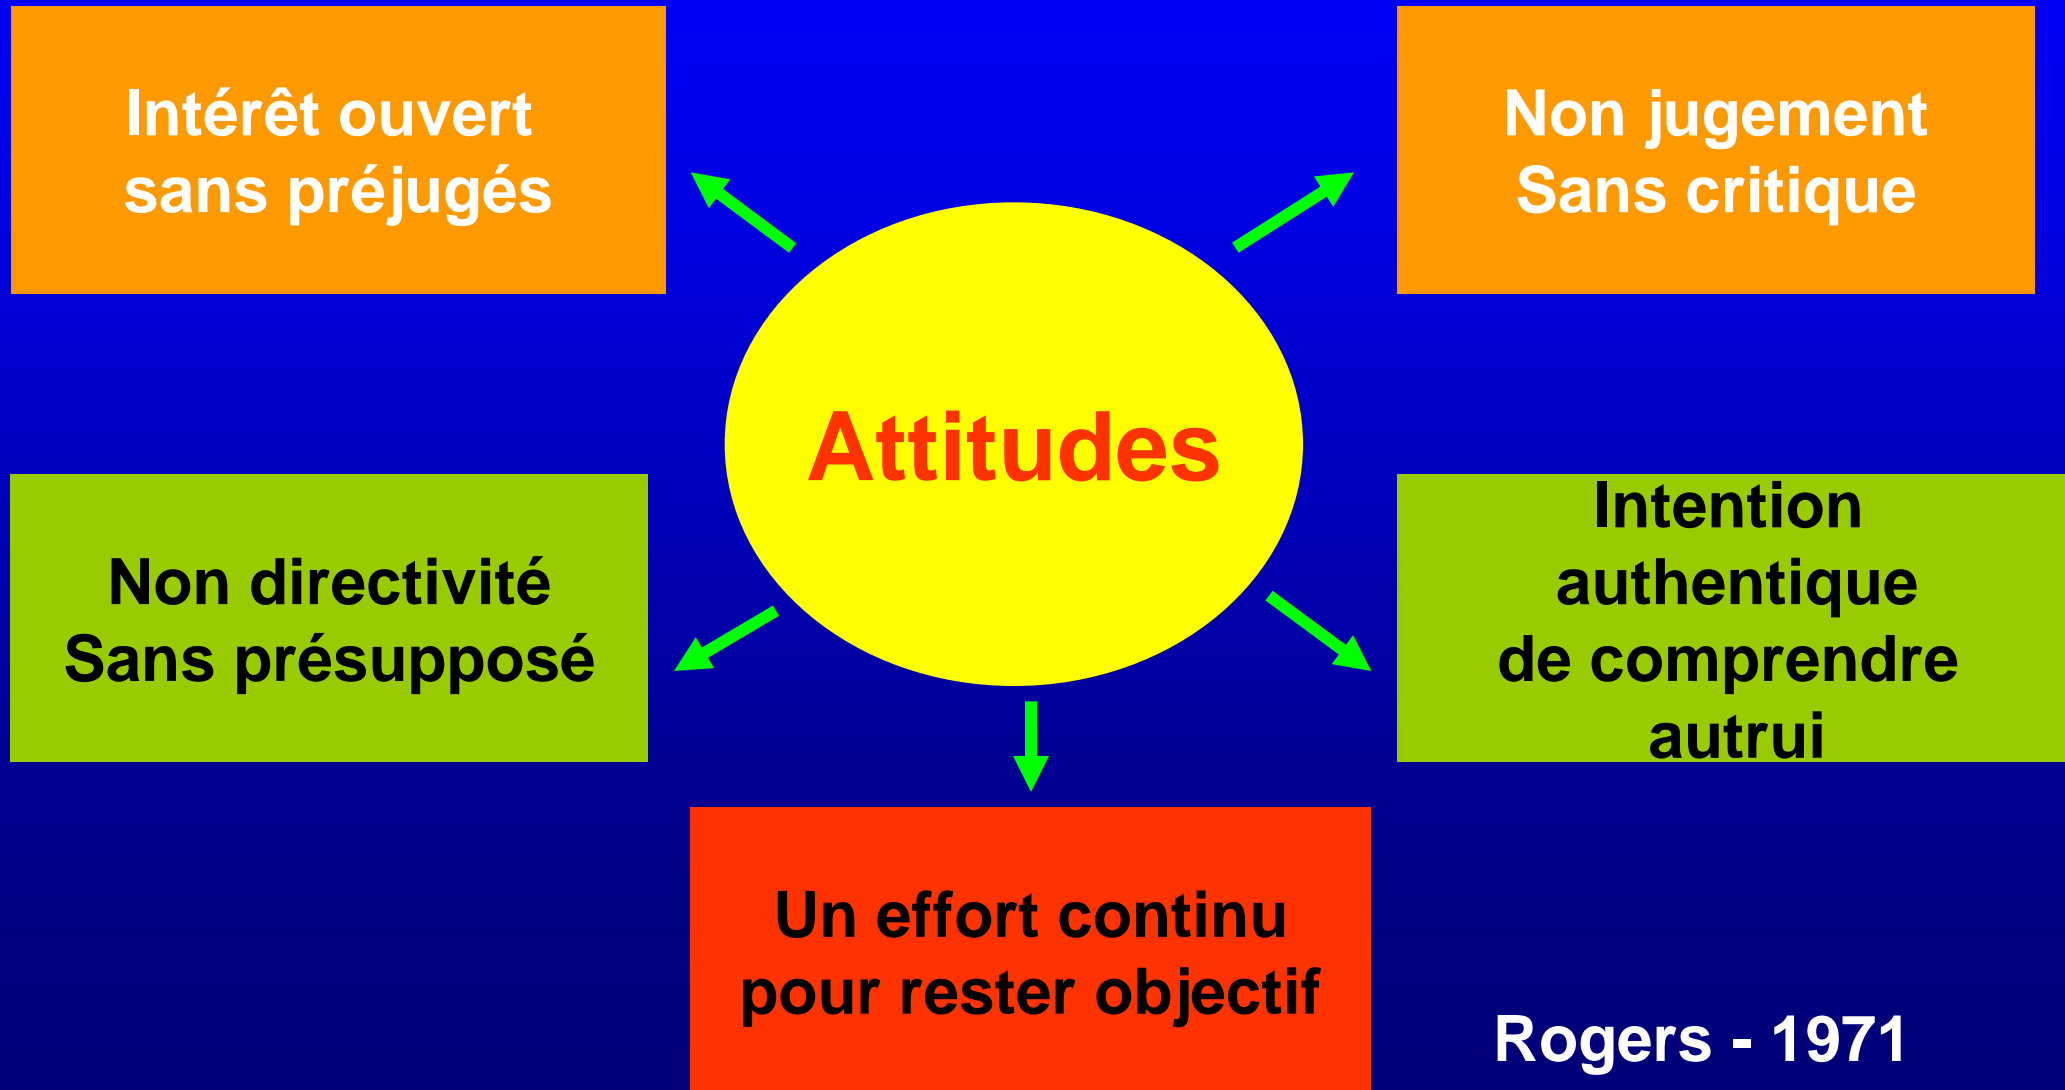 Intérêt ouvert
sans préjugés
Non jugement
Sans critique
Attitudes
Non directivité
Sans présupposé
Intention
authentique
de comprendre
autrui
Un effort continu
pour rester objectif
Rogers - 1971